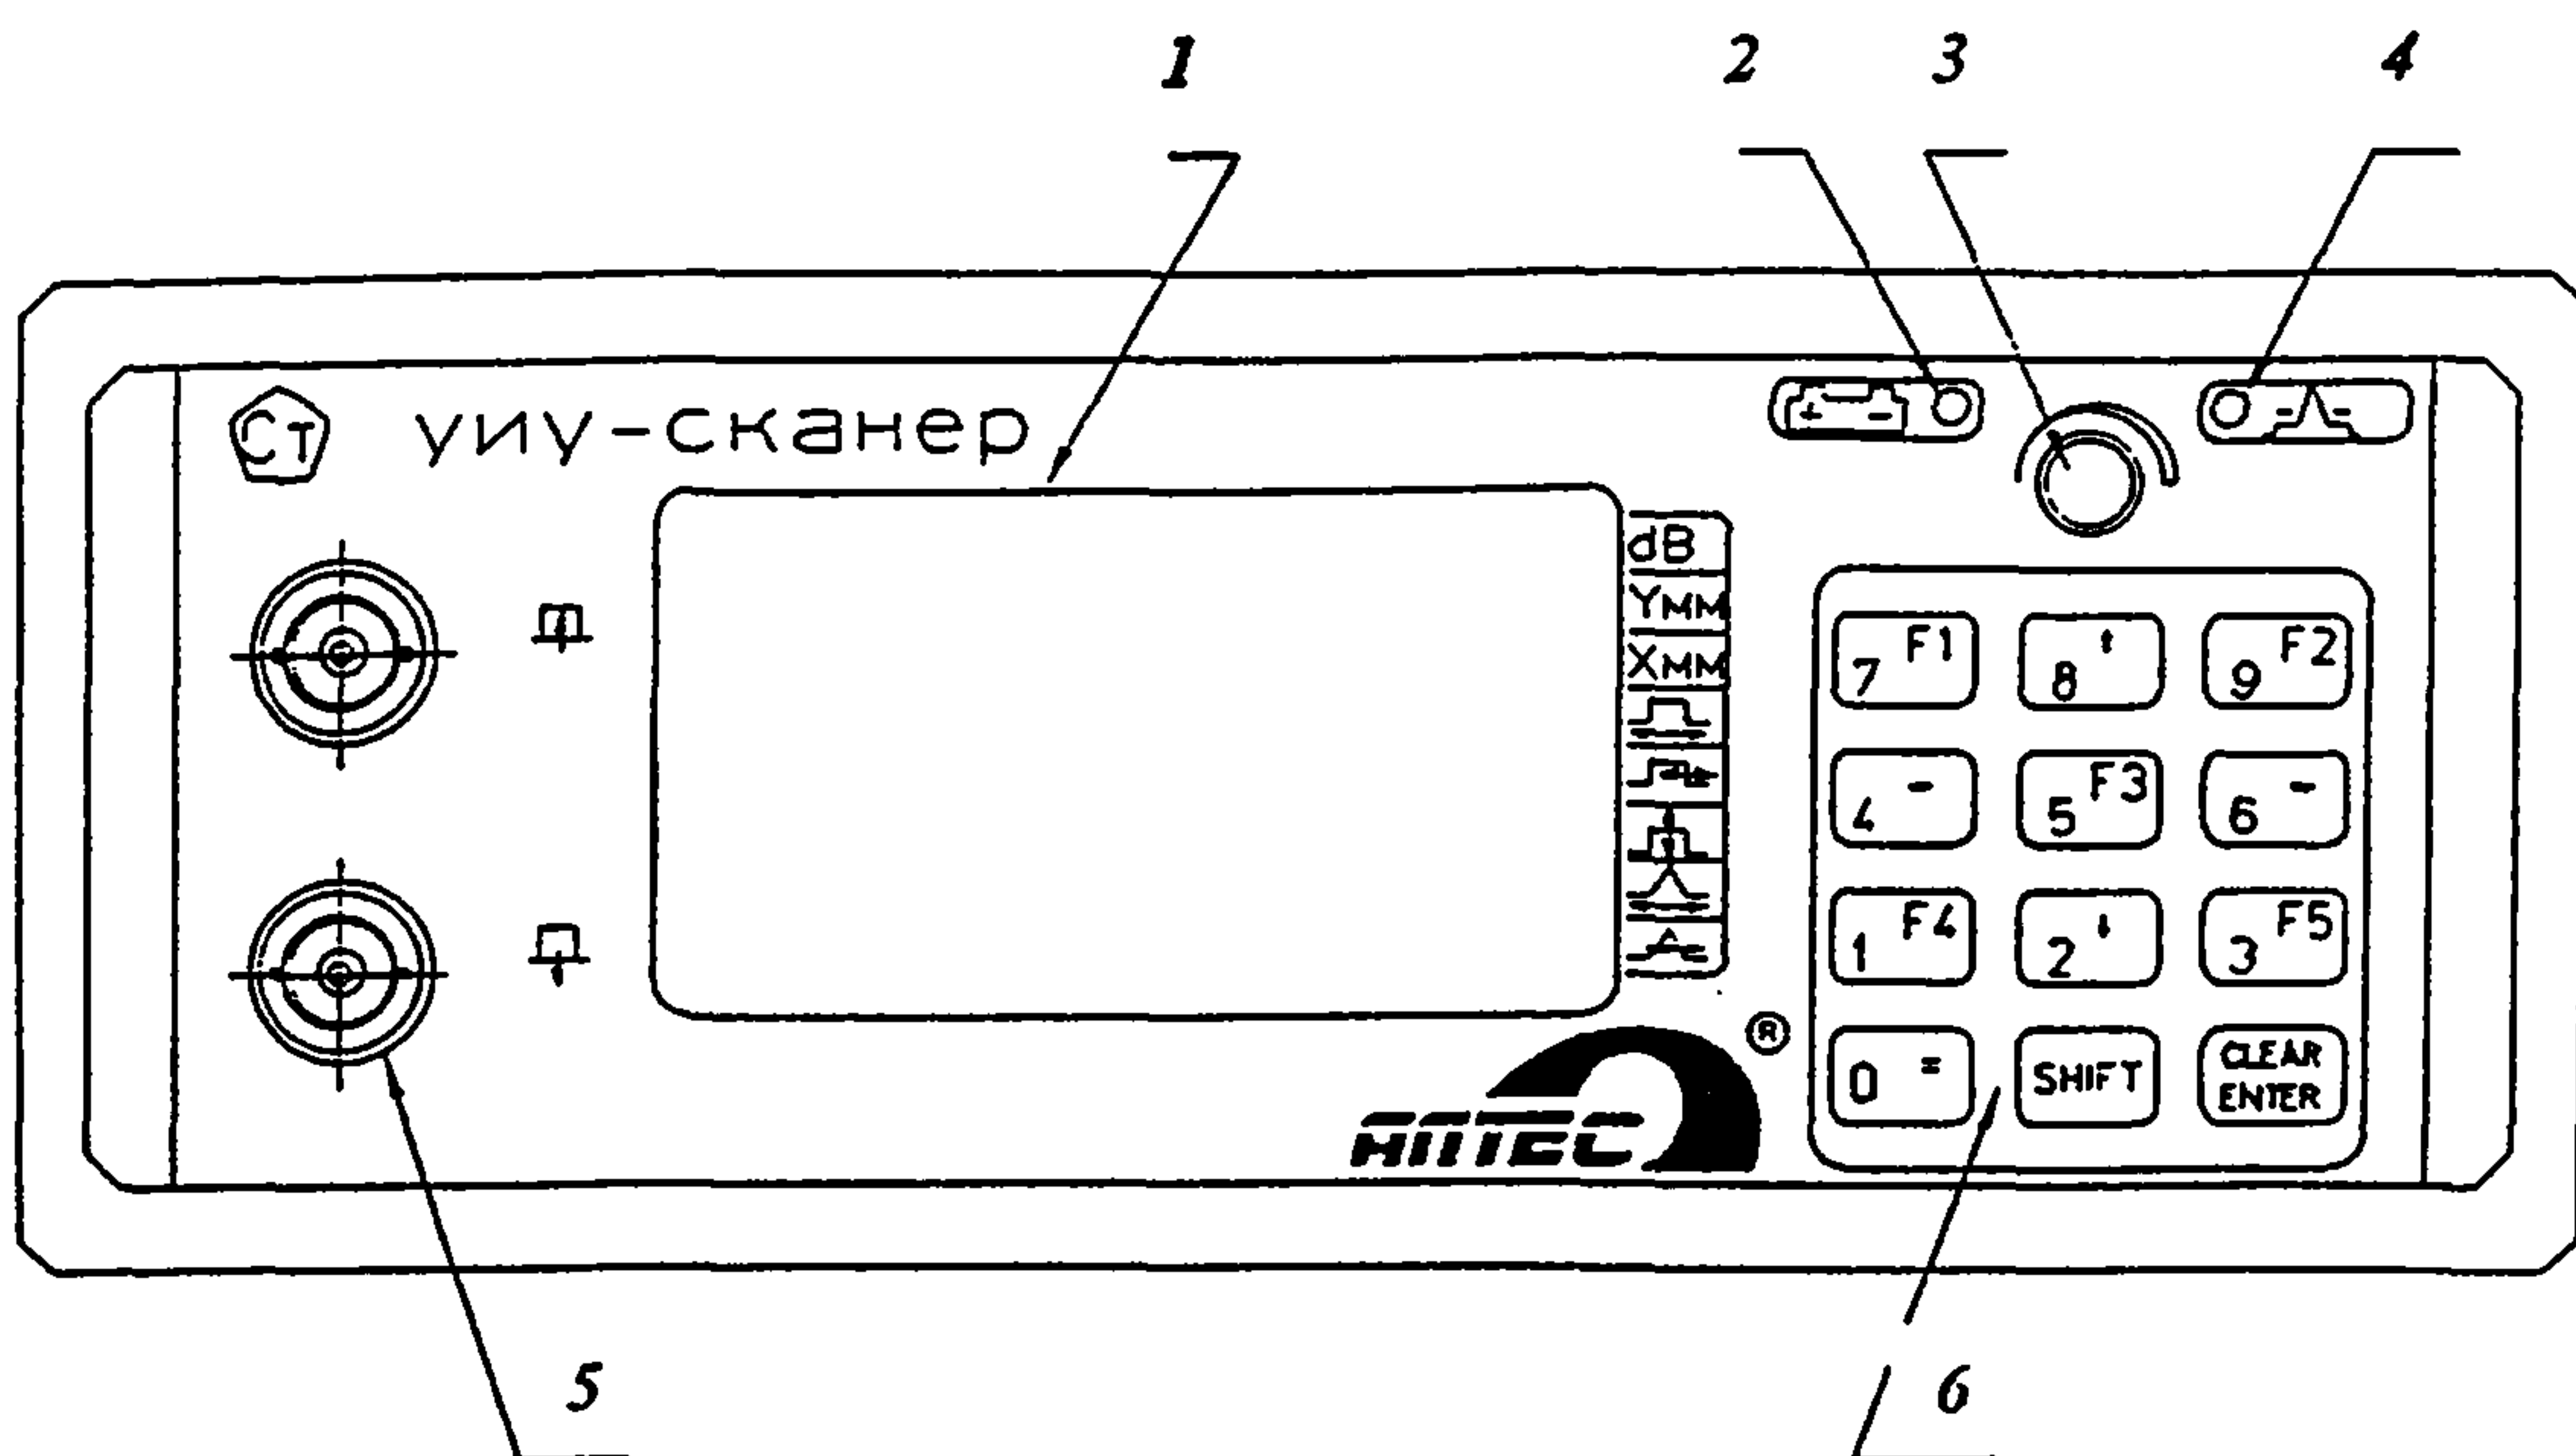 1 2 3 4
Ст уиу-сканер
+ -
dB
Yмм
Xмм
7 F1 8 ↑ 9 F2
4 - 5 F3 6 -
1 F4 2 ↓ 3 F5
0 = SHIFT CLEAR ENTER
®
АЛТЕС
5 6